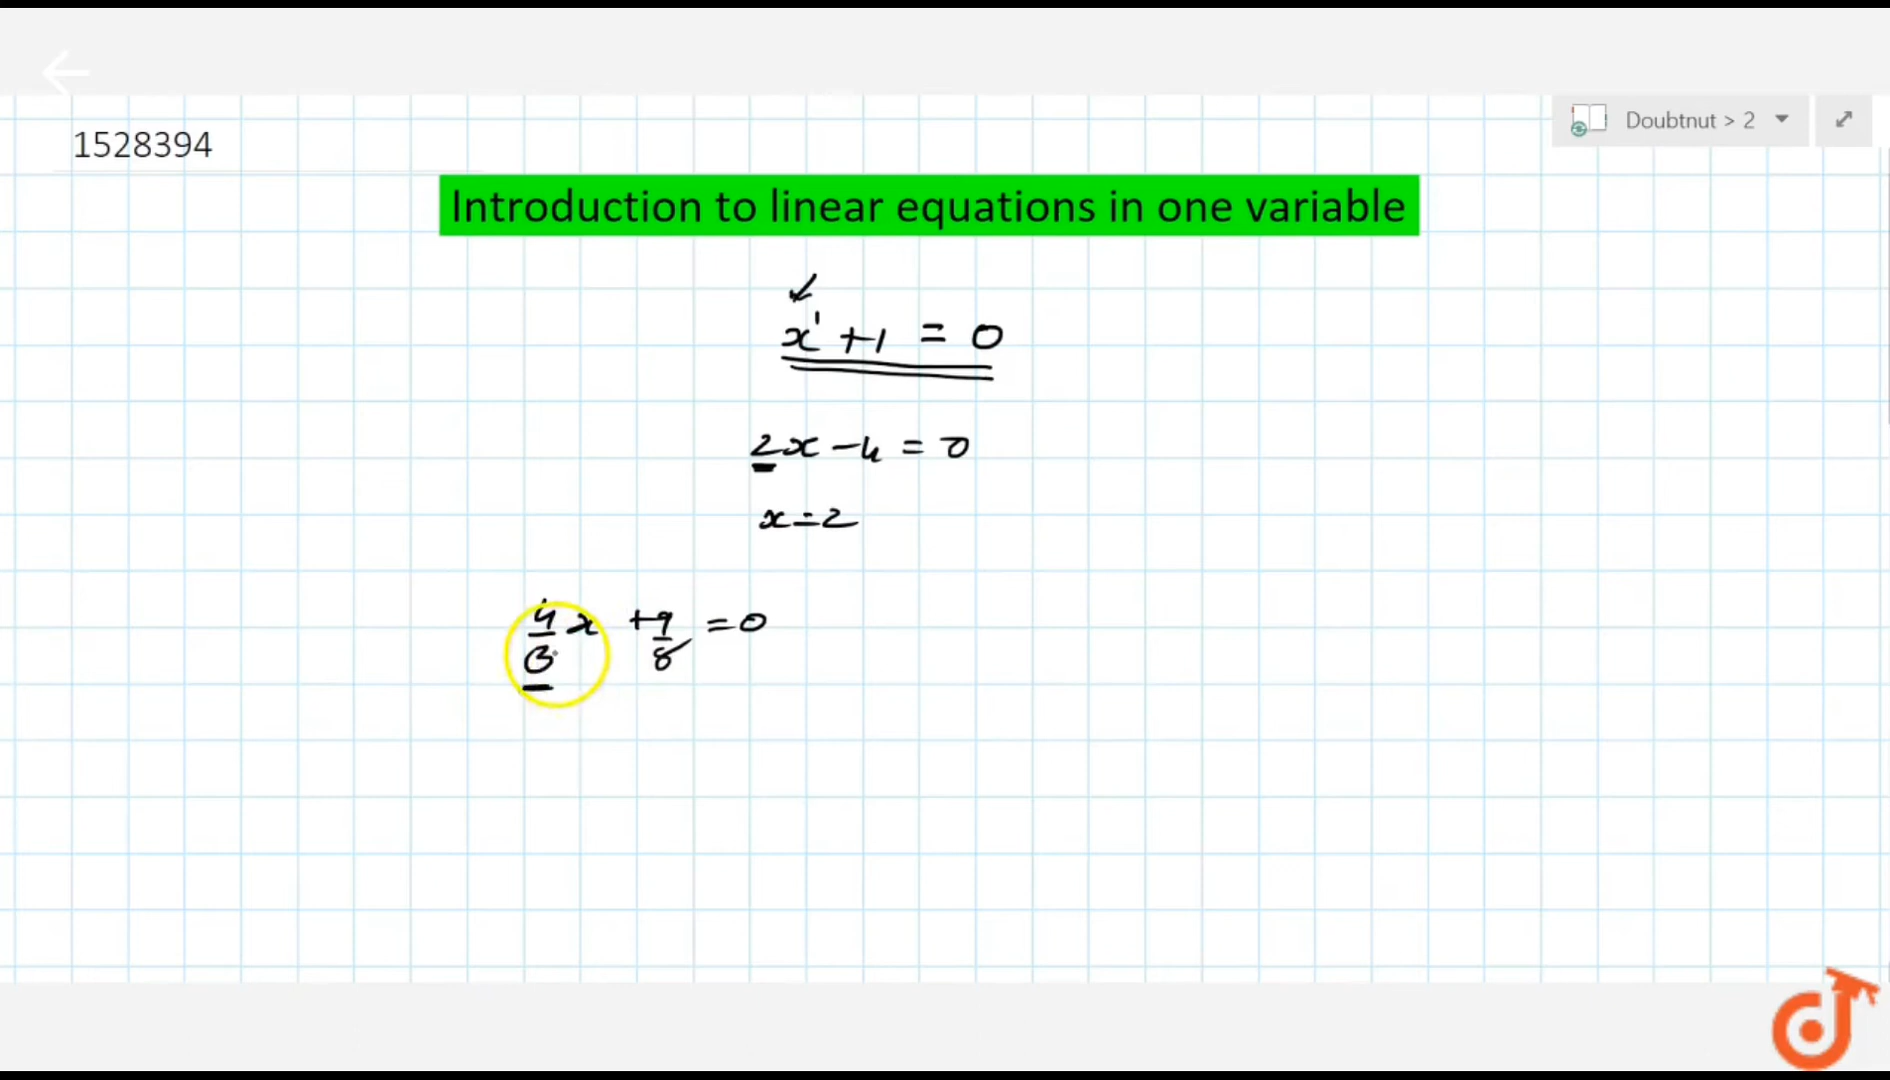 1528394
Doubtnut > 2
Introduction to linear equations in one variable
x¹ + 1 = 0
2x - 4 = 0
x = 2
4/3 x + 9/8 = 0